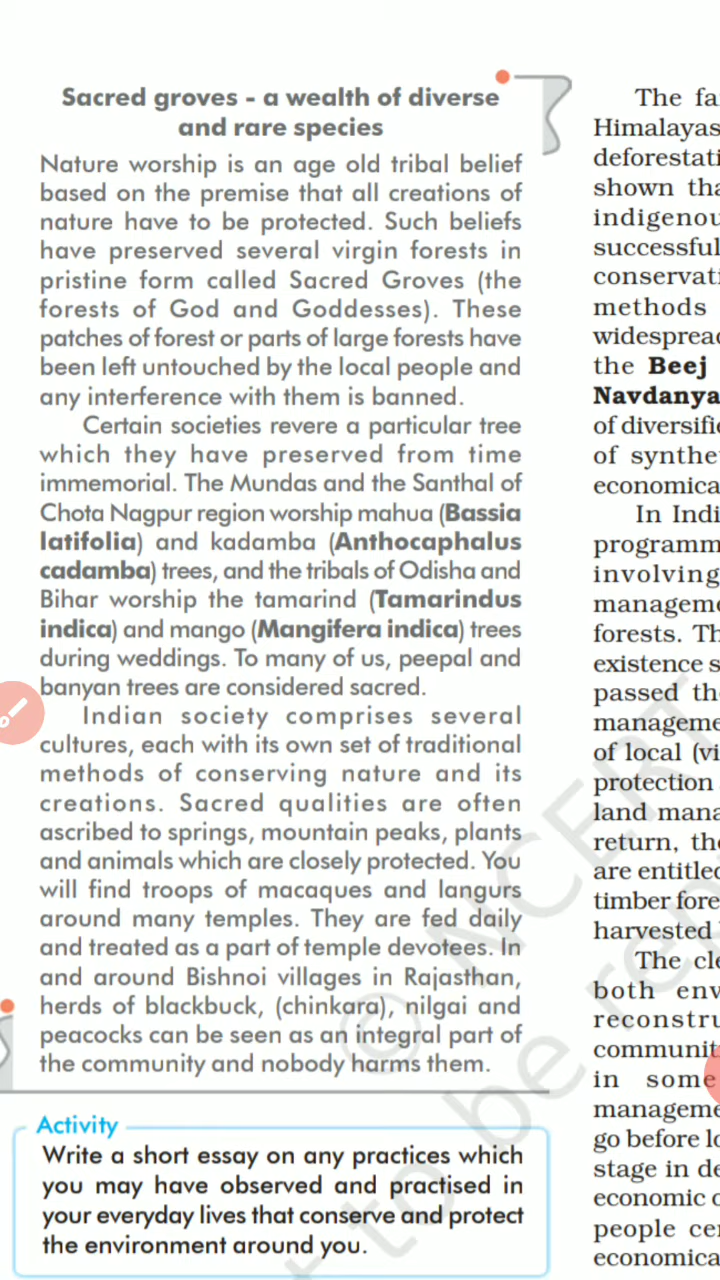 Sacred groves - a wealth of diverse
and rare species
Nature worship is an age old tribal belief
based on the premise that all creations of
nature have to be protected. Such beliefs
have preserved several virgin forests in
pristine form called Sacred Groves (the
forests of God and Goddesses). These
patches of forest or parts of large forests have
been left untouched by the local people and
any interference with them is banned.
Certain societies revere a particular tree
which they have preserved from time
immemorial. The Mundas and the Santhal of
Chota Nagpur region worship mahua (Bassia
latifolia) and kadamba (Anthocaphalus
cadamba) trees, and the tribals of Odisha and
Bihar worship the tamarind (Tamarindus
indica) and mango (Mangifera indica) trees
during weddings. To many of us, peepal and
banyan trees are considered sacred.
Indian society comprises several
cultures, each with its own set of traditional
methods of conserving nature and its
creations. Sacred qualities are often
ascribed to springs, mountain peaks, plants
and animals which are closely protected. You
will find troops of macaques and langurs
around many temples. They are fed daily
and treated as a part of temple devotees. In
and around Bishnoi villages in Rajasthan,
herds of blackbuck, (chinkara), nilgai and
peacocks can be seen as an integral part of
the community and nobody harms them.
Activity
Write a short essay on any practices which
you may have observed and practised in
your everyday lives that conserve and protect
the environment around you.
The fa
Himalayas
deforestati
shown tha
indigenou
successful
conservati
methods
widespread
the Beej
Navdanya
of diversifie
of synthe
economica
In Indi
programm
involving
manageme
forests. Th
existence s
passed the
manageme
of local (vi
protection
land mana
return, the
are entitled
timber fore
harvested
The cle
both env
reconstru
communit
in some
manageme
go before lo
stage in de
economic o
people cer
economica
© NCERT
not to be rep